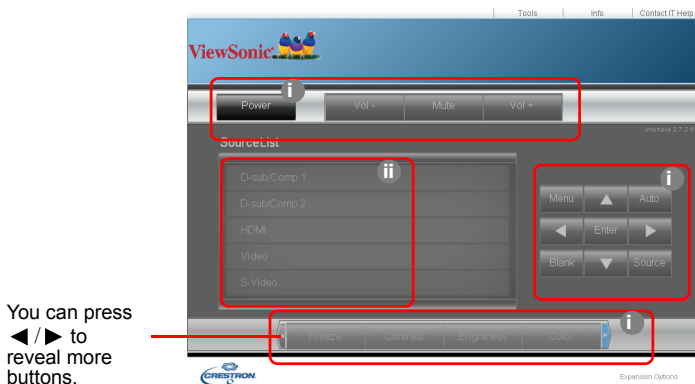 Tools Info Contact IT Help
ViewSonic
Power Vol - Mute Vol +
i
Interface 2.7.2.6
SourceList
ii
i
D-sub/Comp.1
D-sub/Comp.2
HDMI
Video
S-Video
Menu Auto
Enter
Blank Source
You can press
◀ / ▶ to
reveal more
buttons.
i
Freeze Contrast Brightness Color
CRESTRON
Expansion Options